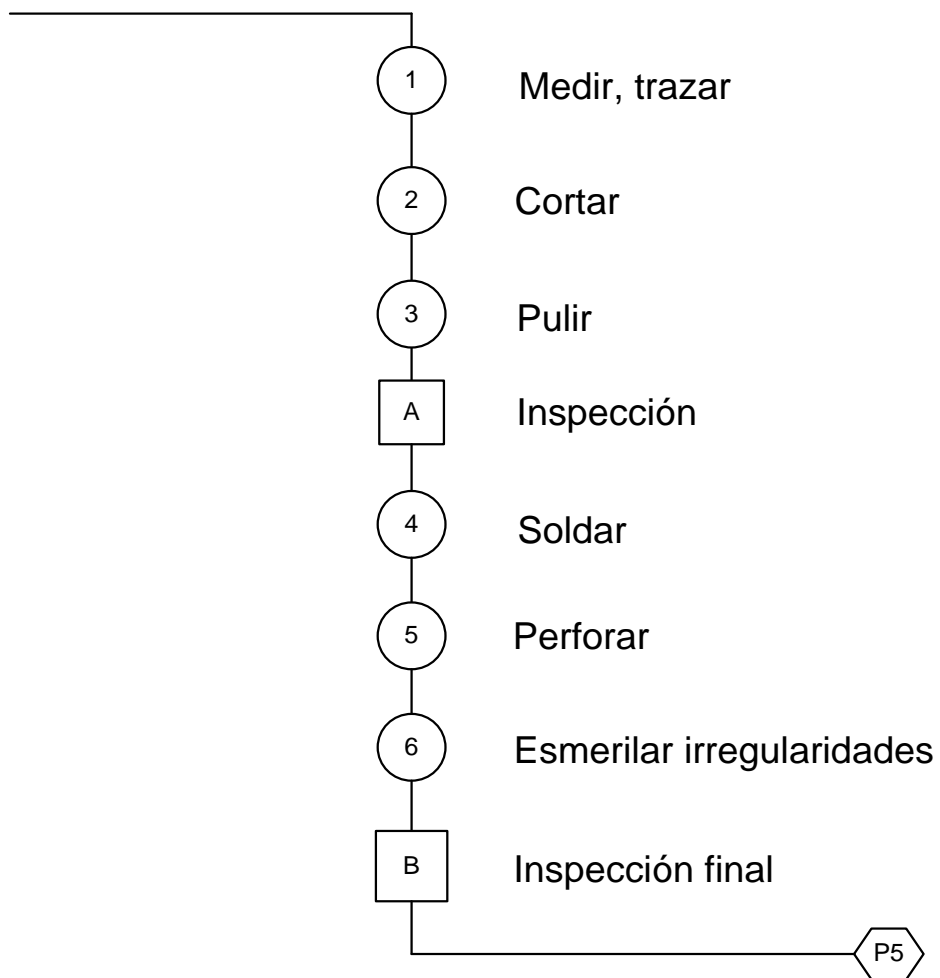 1 Medir, trazar
2 Cortar
3 Pulir
A Inspección
4 Soldar
5 Perforar
6 Esmerilar irregularidades
B Inspección final
P5